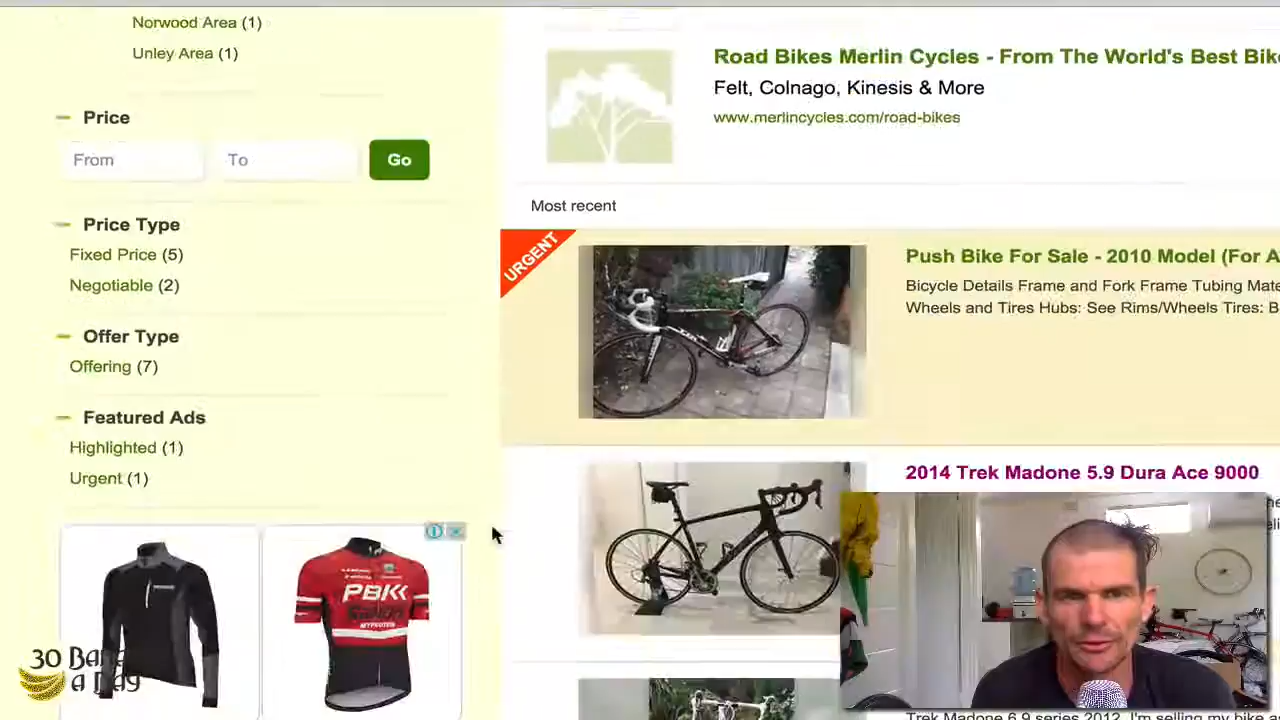 Norwood Area (1)
Unley Area (1)
Price
From To Go
Price Type
Fixed Price (5)
Negotiable (2)
Offer Type
Offering (7)
Featured Ads
Highlighted (1)
Urgent (1)
PBK
MYPROTEIN
30 Bana
a Day
Road Bikes Merlin Cycles - From The World's Best Bik
Felt, Colnago, Kinesis & More
www.merlincycles.com/road-bikes
Most recent
URGENT
Push Bike For Sale - 2010 Model (For A
Bicycle Details Frame and Fork Frame Tubing Mate
Wheels and Tires Hubs: See Rims/Wheels Tires: B
2014 Trek Madone 5.9 Dura Ace 9000
Trek Madone 6.9 series 2012. I'm selling my bike